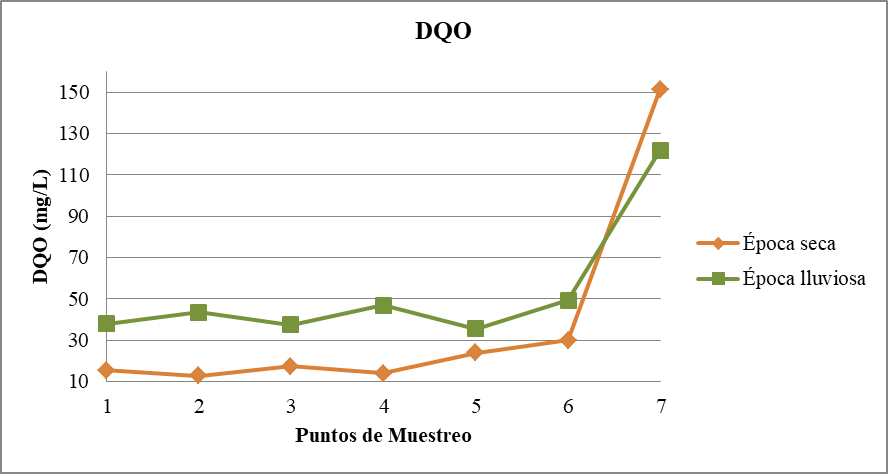 DQO
150
130
110
90
70
50
30
10
DQO (mg/L)
1 2 3 4 5 6 7
Puntos de Muestreo
Época seca
Época lluviosa